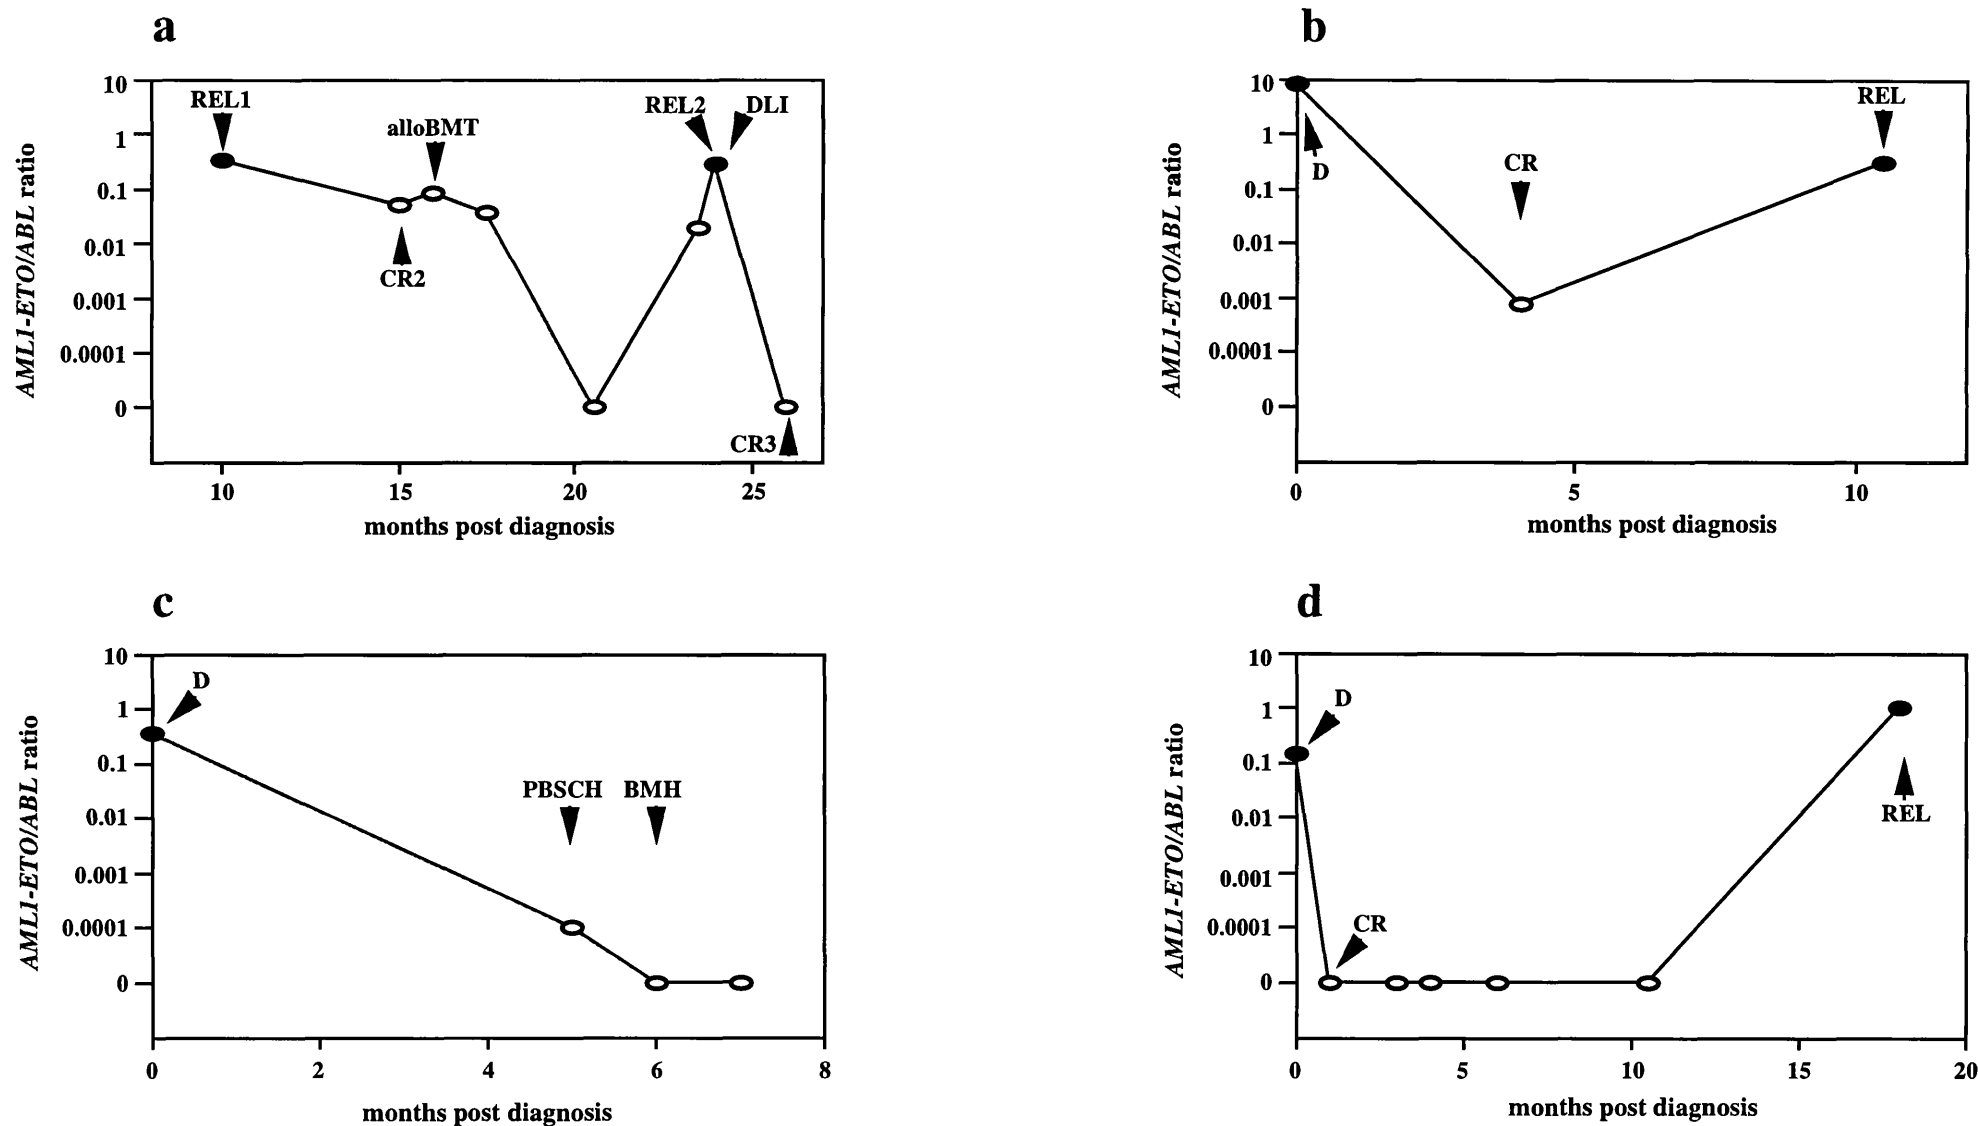 a
AML1-ETO/ABL ratio
10
1
0.1
0.01
0.001
0.0001
0
REL1
alloBMT
CR2
REL2
DLI
CR3
10 15 20 25
months post diagnosis
b
AML1-ETO/ABL ratio
10
1
0.1
0.01
0.001
0.0001
0
D
CR
REL
0 5 10
months post diagnosis
c
AML1-ETO/ABL ratio
10
1
0.1
0.01
0.001
0.0001
0
D
PBSCH
BMH
0 2 4 6 8
months post diagnosis
d
AML1-ETO/ABL ratio
10
1
0.1
0.01
0.001
0.0001
0
D
CR
REL
0 5 10 15 20
months post diagnosis